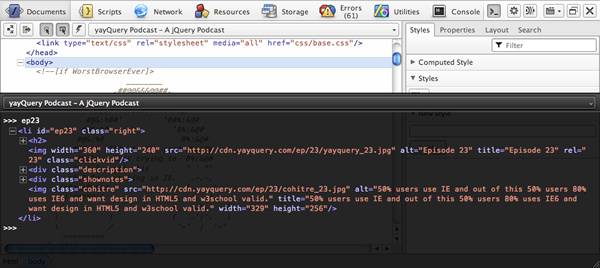 Documents Scripts Network Resources Storage Errors (61) Utilities Console
yayQuery Podcast – A jQuery Podcast
Styles Properties Layout Search
<link type="text/css" rel="stylesheet" media="all" href="css/base.css"/>
Filter
</head>
Computed Style
<body>
Styles
<!--[if WorstBrowserEver]>
yayQuery Podcast – A jQuery Podcast
New Style
>>> ep23
<li id="ep23" class="right">
<h2>
<img width="360" height="240" src="http://cdn.yayquery.com/ep/23/yayquery_23.jpg" alt="Episode 23" title="Episode 23" rel="
23" class="clickvid"/>
<div class="description">
<div class="shownotes">
<img class="cohitre" src="http://cdn.yayquery.com/ep/23/cohitre_23.jpg" alt="50% users use IE and out of this 50% users 80%
uses IE6 and want design in HTML5 and w3school valid." title="50% users use IE and out of this 50% users 80% uses IE6 and
want design in HTML5 and w3school valid." width="329" height="256"/>
</li>
>>>
html body